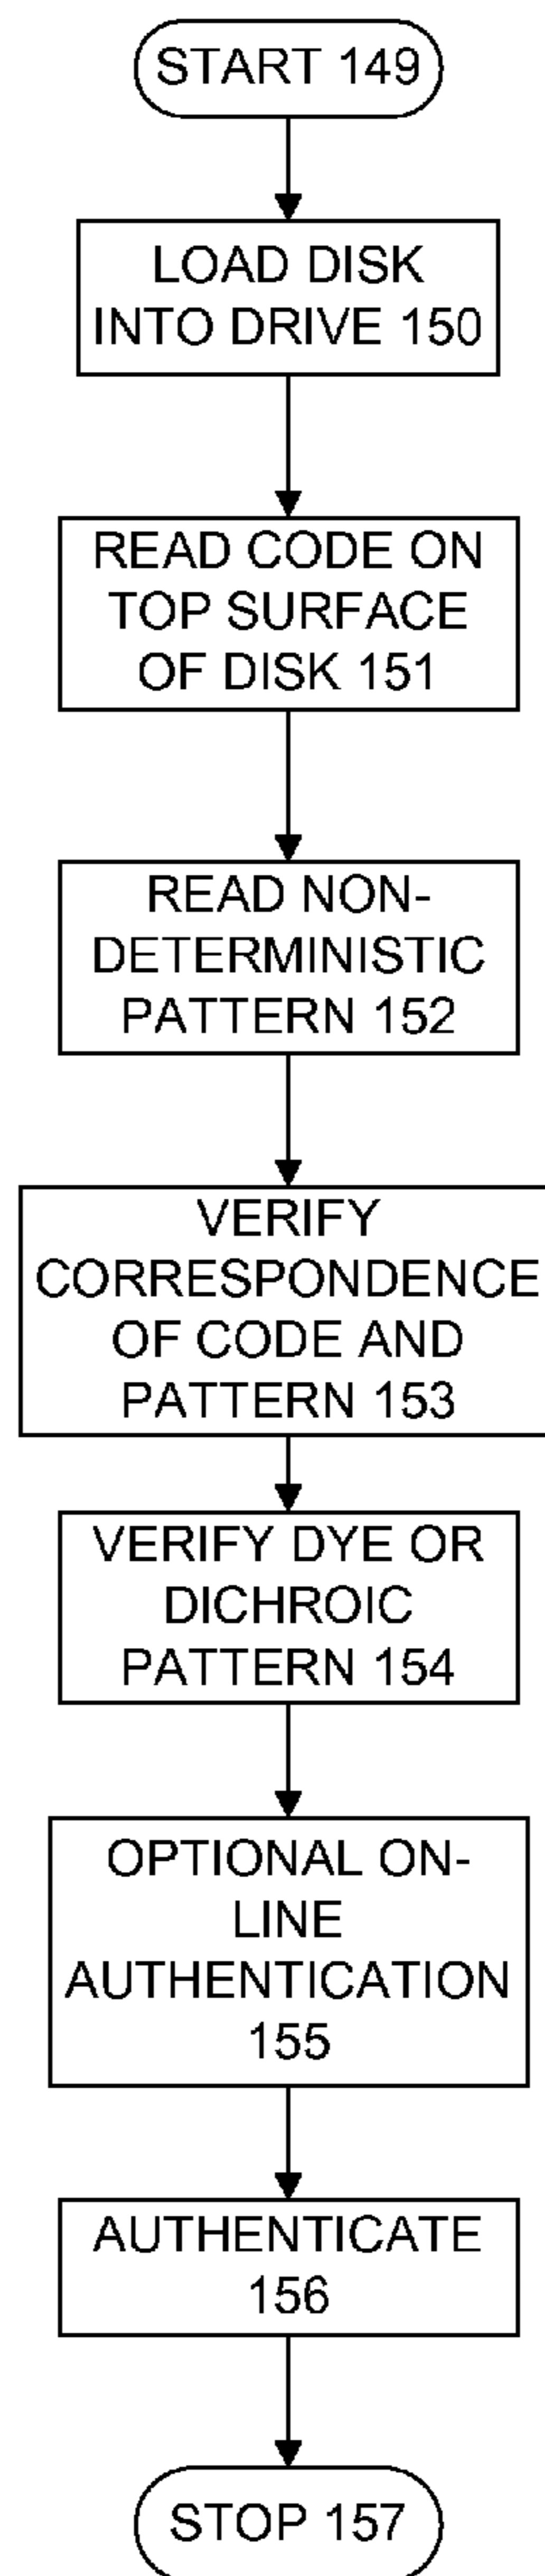 START 149
LOAD DISK
INTO DRIVE 150
READ CODE ON
TOP SURFACE
OF DISK 151
READ NON-
DETERMINISTIC
PATTERN 152
VERIFY
CORRESPONDENCE
OF CODE AND
PATTERN 153
VERIFY DYE OR
DICHROIC
PATTERN 154
OPTIONAL ON-
LINE
AUTHENTICATION
155
AUTHENTICATE
156
STOP 157